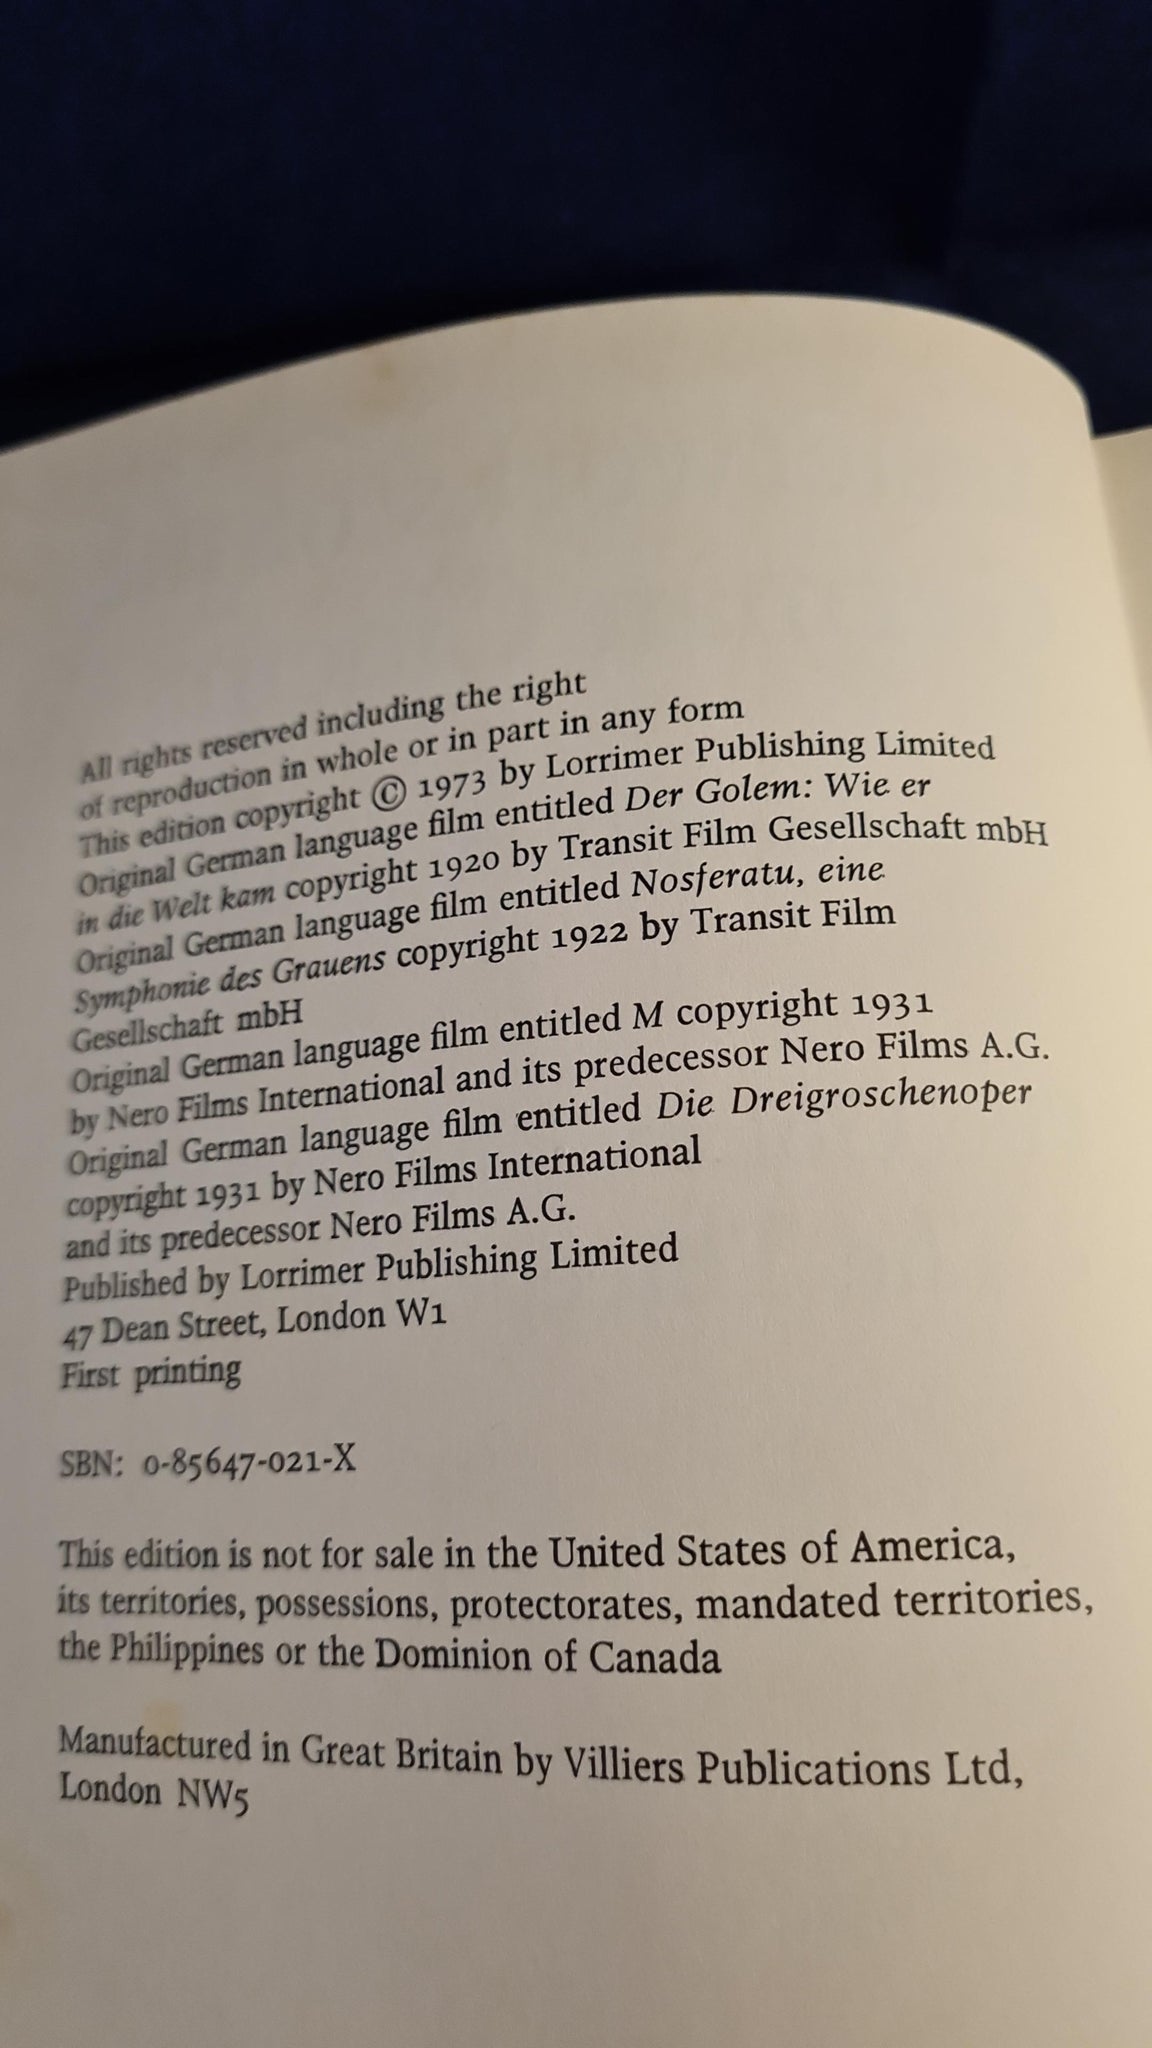 All rights reserved including the right
of reproduction in whole or in part in any form
This edition copyright © 1973 by Lorrimer Publishing Limited
Original German language film entitled Der Golem: Wie er
in die Welt kam copyright 1920 by Transit Film Gesellschaft mbH
Original German language film entitled Nosferatu, eine
Symphonie des Grauens copyright 1922 by Transit Film
Gesellschaft mbH
Original German language film entitled M copyright 1931
by Nero Films International and its predecessor Nero Films A.G.
Original German language film entitled Die Dreigroschenoper
copyright 1931 by Nero Films International
and its predecessor Nero Films A.G.
Published by Lorrimer Publishing Limited
47 Dean Street, London W1
First printing
SBN: 0-85647-021-X
This edition is not for sale in the United States of America,
its territories, possessions, protectorates, mandated territories,
the Philippines or the Dominion of Canada
Manufactured in Great Britain by Villiers Publications Ltd,
London NW5